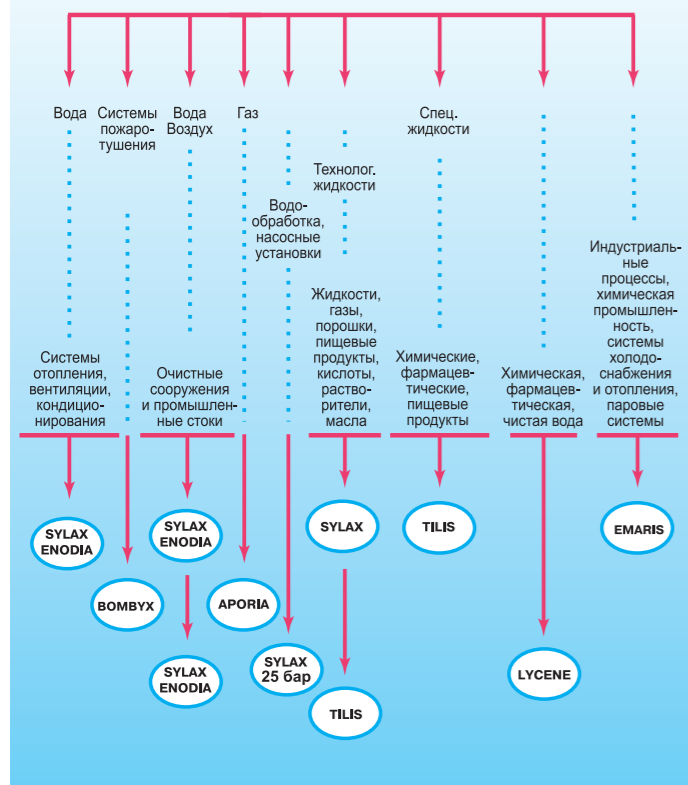 Вода
Системы
пожаро-
тушения
Вода
Воздух
Газ
Водо-
обработка,
насосные
установки
Технолог.
жидкости
Спец.
жидкости
Индустриаль-
ные
процессы,
химическая
промышлен-
ность,
системы
холодо-
снабжения
и отопления,
паровые
системы
Системы
отопления,
вентиляции,
кондицио-
нирования
Очистные
сооружения
и промышлен-
ные стоки
Жидкости,
газы,
порошки,
пищевые
продукты,
кислоты,
раство-
рители,
масла
Химические,
фармацев-
тические,
пищевые
продукты
Химическая,
фармацев-
тическая,
чистая вода
SYLAX
ENODIA
BOMBYX
SYLAX
ENODIA
SYLAX
ENODIA
APORIA
SYLAX
25 бар
SYLAX
TILIS
TILIS
LYCENE
EMARIS